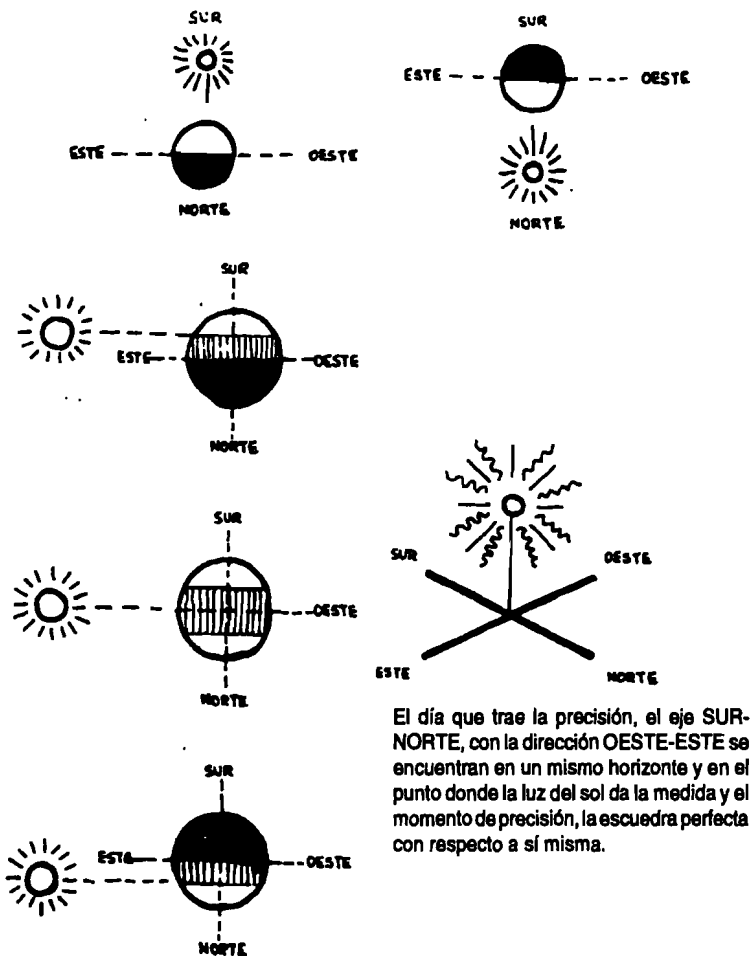 SUR
ESTE
OESTE
NORTE
SUR
ESTE
OESTE
NORTE
SUR
ESTE
OESTE
NORTE
SUR
OESTE
NORTE
SUR
ESTE
OESTE
NORTE
SUR
OESTE
ESTE
NORTE
El día que trae la precisión, el eje SUR-
NORTE, con la dirección OESTE-ESTE se
encuentran en un mismo horizonte y en el
punto donde la luz del sol da la medida y el
momento de precisión, la escuedra perfecta
con respecto a sí misma.